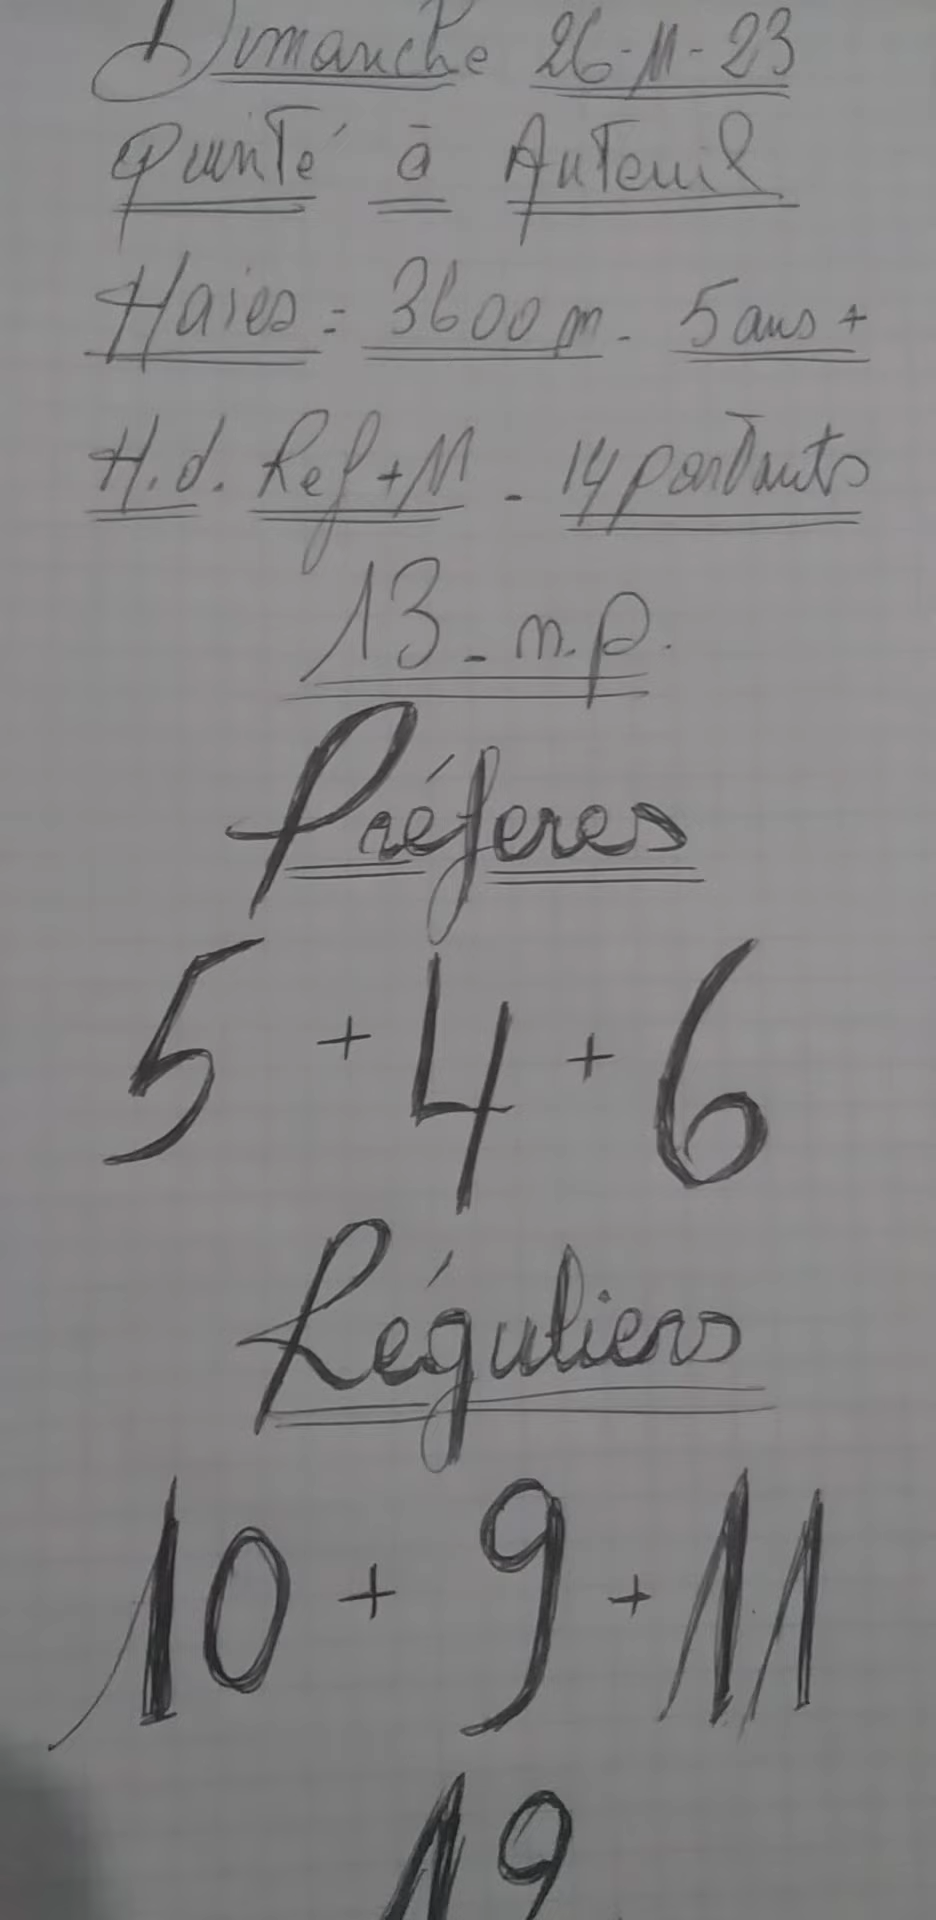 Dimanche 26-11-23
Quinté à Auteuil
Haies = 3600 m - 5 ans +
H.d. Ref + 11 - 14 partants
13 - n.p.
Préferes
5 + 4 + 6
Réguliers
10 + 9 + 11